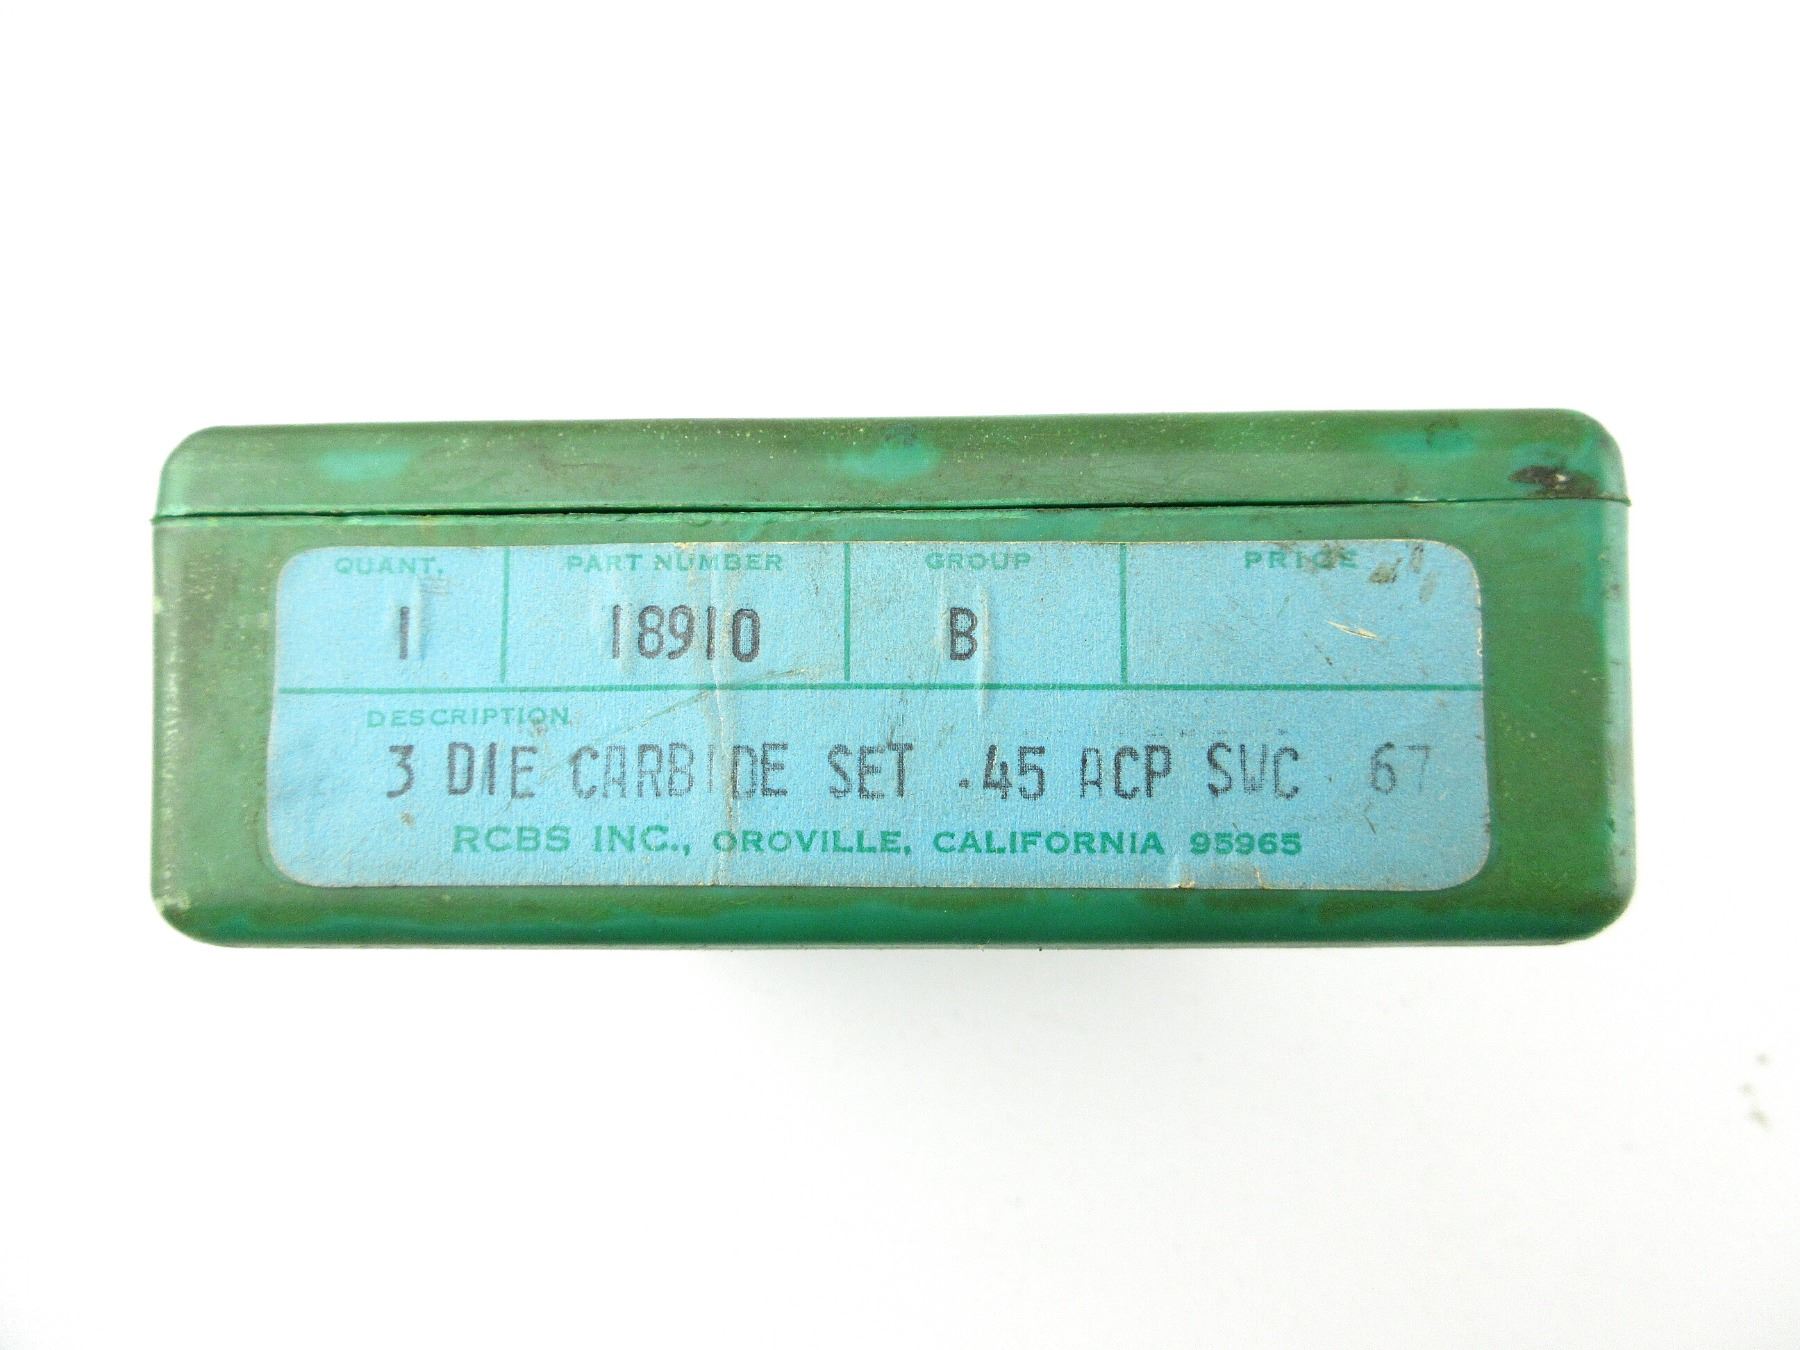 QUANT. PART NUMBER GROUP PRICE
1 18910 B
DESCRIPTION
3 DIE CARBIDE SET .45 ACP SWC 67
RCBS INC., OROVILLE, CALIFORNIA 95965